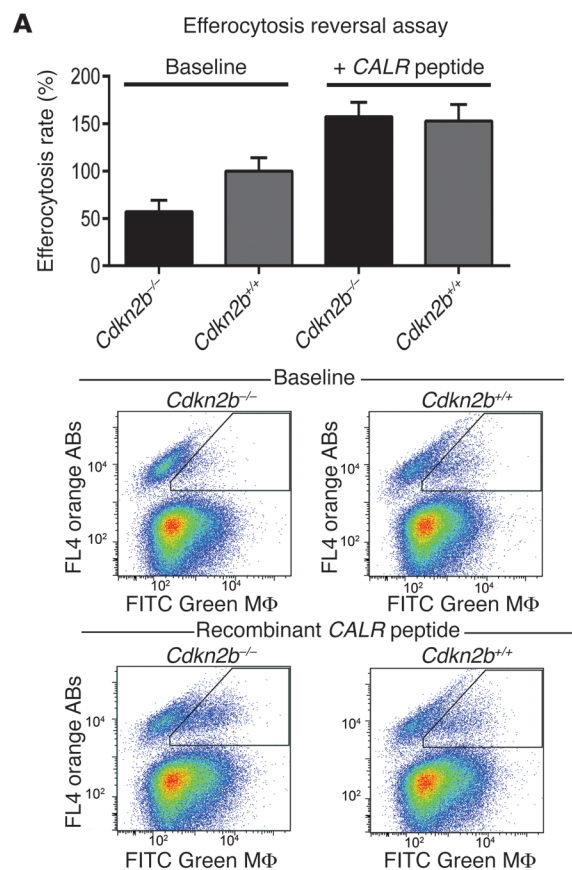 A
Efferocytosis reversal assay
Baseline
+ CALR peptide
Efferocytosis rate (%)
200
150
100
50
0
Cdkn2b–/–
Cdkn2b+/+
Cdkn2b–/–
Cdkn2b+/+
Baseline
Cdkn2b–/–
Cdkn2b+/+
FL4 orange ABs
10⁴
10²
10²
10⁴
FITC Green MΦ
FL4 orange ABs
10⁴
10²
10²
10⁴
FITC Green MΦ
Recombinant CALR peptide
Cdkn2b–/–
Cdkn2b+/+
FL4 orange ABs
10⁴
10²
10²
10⁴
FITC Green MΦ
FL4 orange ABs
10⁴
10²
10²
10⁴
FITC Green MΦ